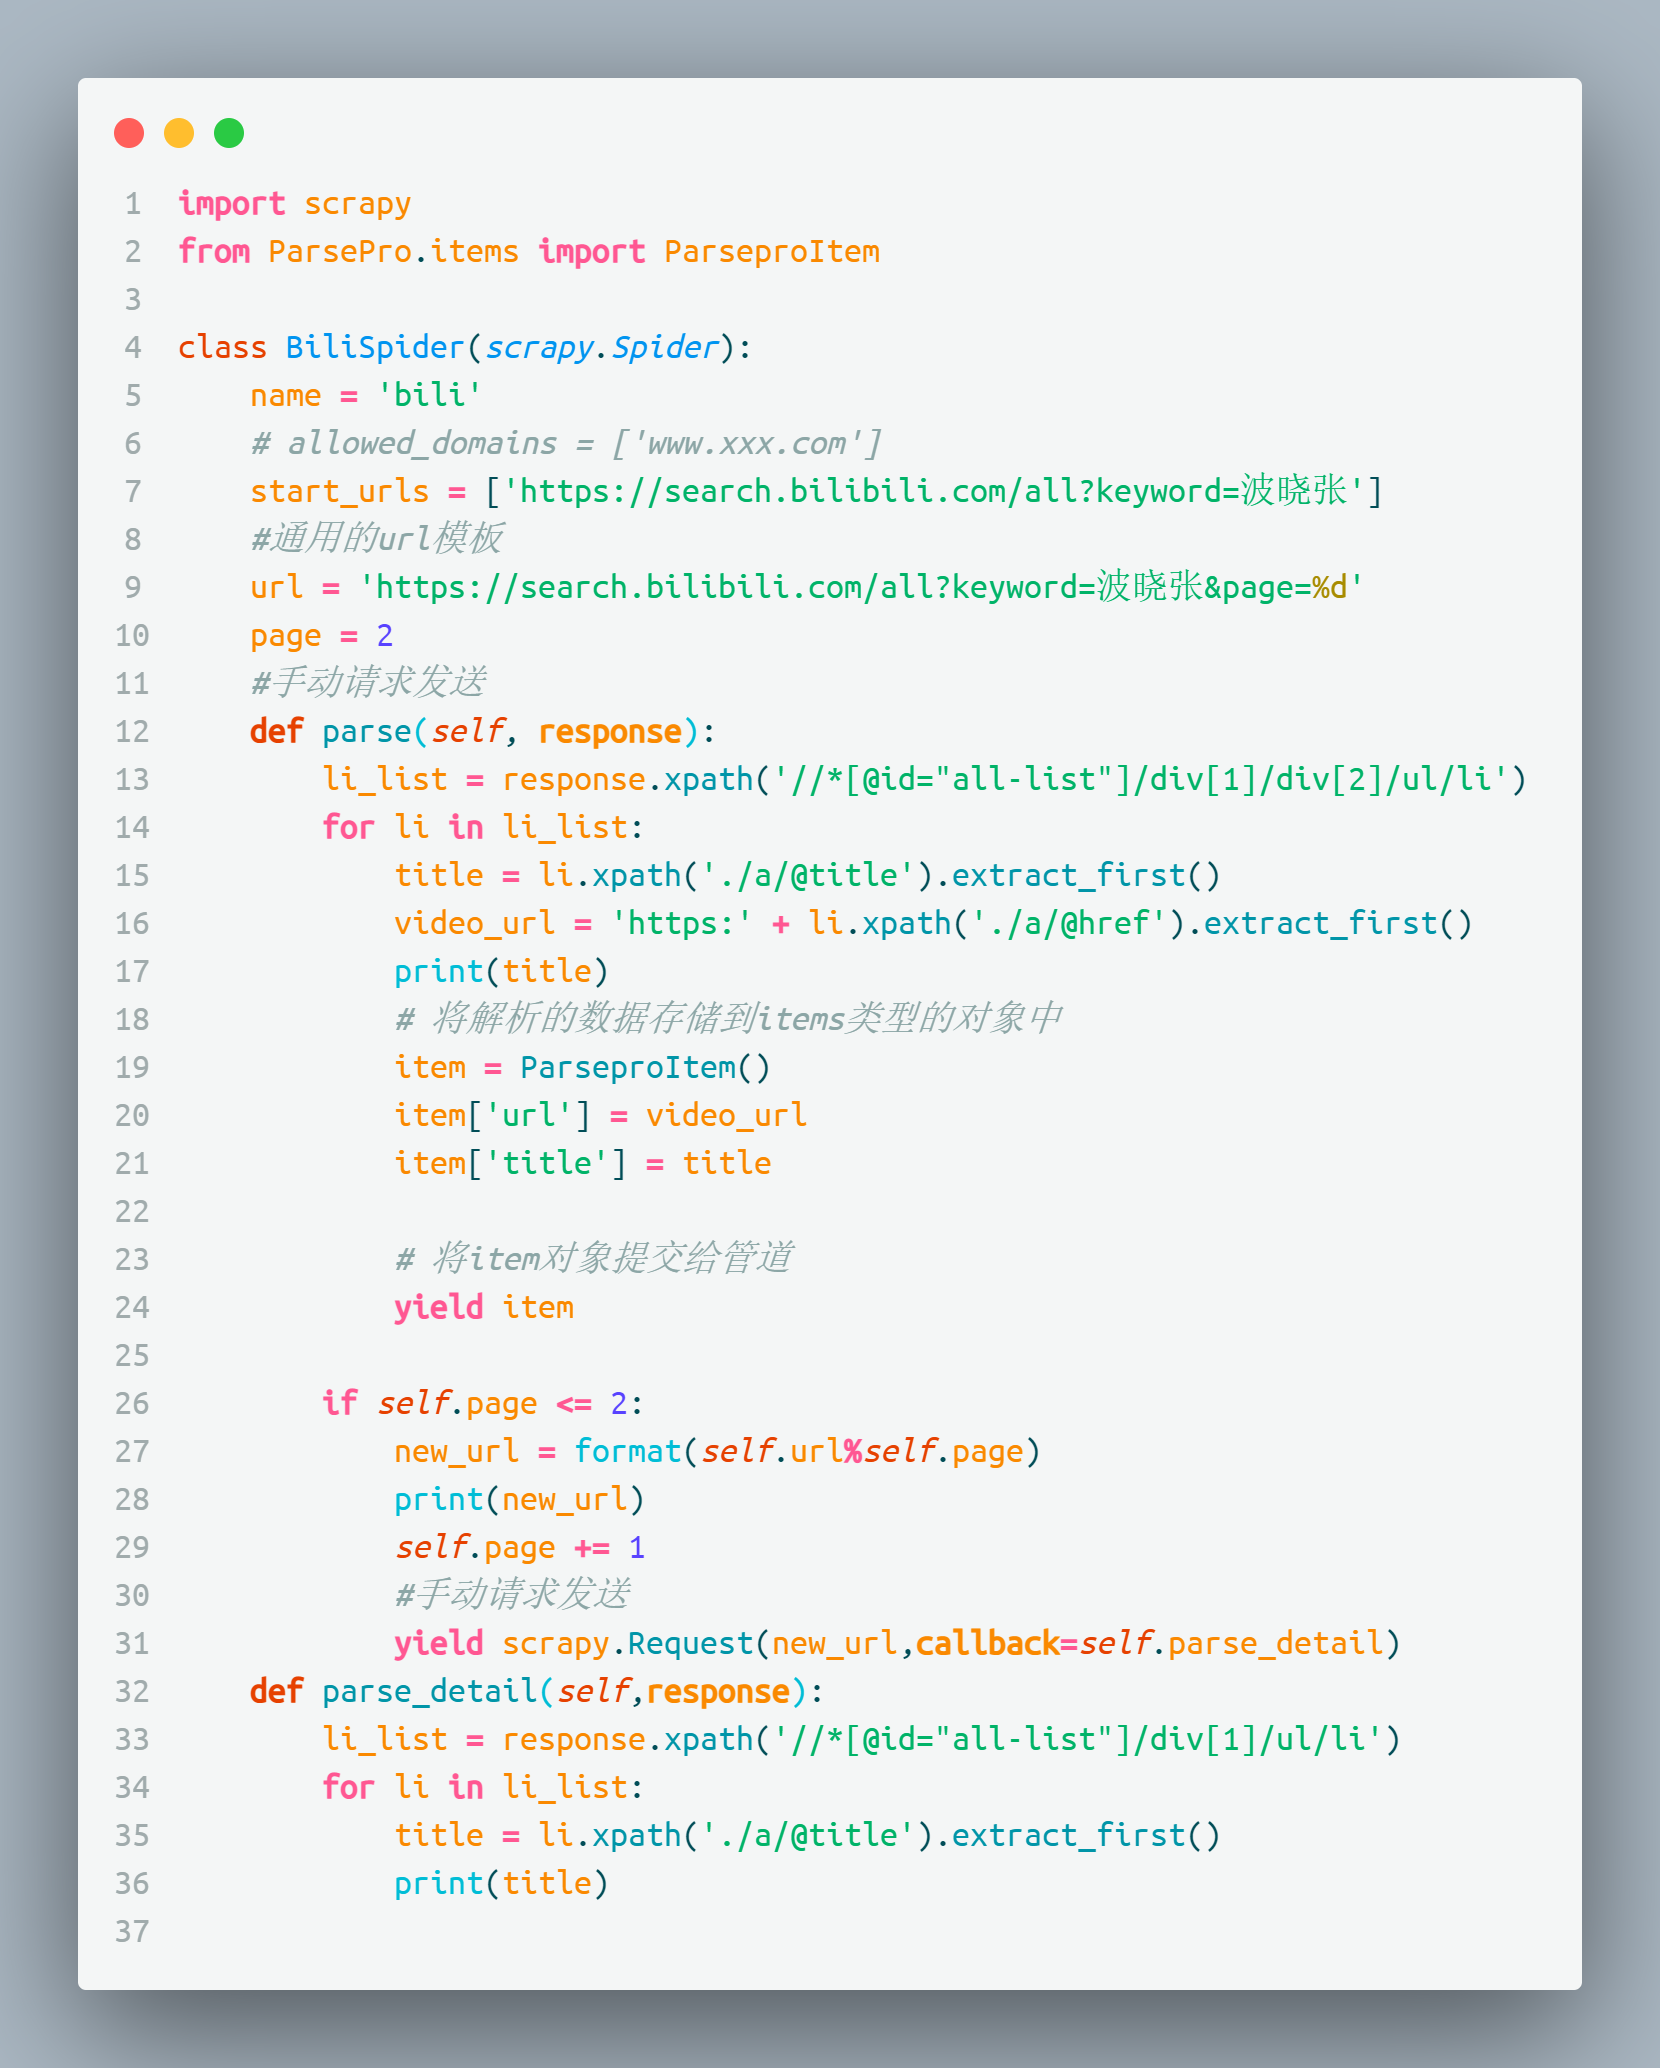 1 import scrapy
2 from ParsePro.items import ParseproItem
3
4 class BiliSpider(scrapy.Spider):
5     name = 'bili'
6     # allowed_domains = ['www.xxx.com']
7     start_urls = ['https://search.bilibili.com/all?keyword=波晓张']
8     #通用的url模板
9     url = 'https://search.bilibili.com/all?keyword=波晓张&page=%d'
10     page = 2
11     #手动请求发送
12     def parse(self, response):
13         li_list = response.xpath('//*[@id="all-list"]/div[1]/div[2]/ul/li')
14         for li in li_list:
15             title = li.xpath('./a/@title').extract_first()
16             video_url = 'https:' + li.xpath('./a/@href').extract_first()
17             print(title)
18             # 将解析的数据存储到items类型的对象中
19             item = ParseproItem()
20             item['url'] = video_url
21             item['title'] = title
22
23             # 将item对象提交给管道
24             yield item
25
26         if self.page <= 2:
27             new_url = format(self.url%self.page)
28             print(new_url)
29             self.page += 1
30             #手动请求发送
31             yield scrapy.Request(new_url,callback=self.parse_detail)
32     def parse_detail(self,response):
33         li_list = response.xpath('//*[@id="all-list"]/div[1]/ul/li')
34         for li in li_list:
35             title = li.xpath('./a/@title').extract_first()
36             print(title)
37